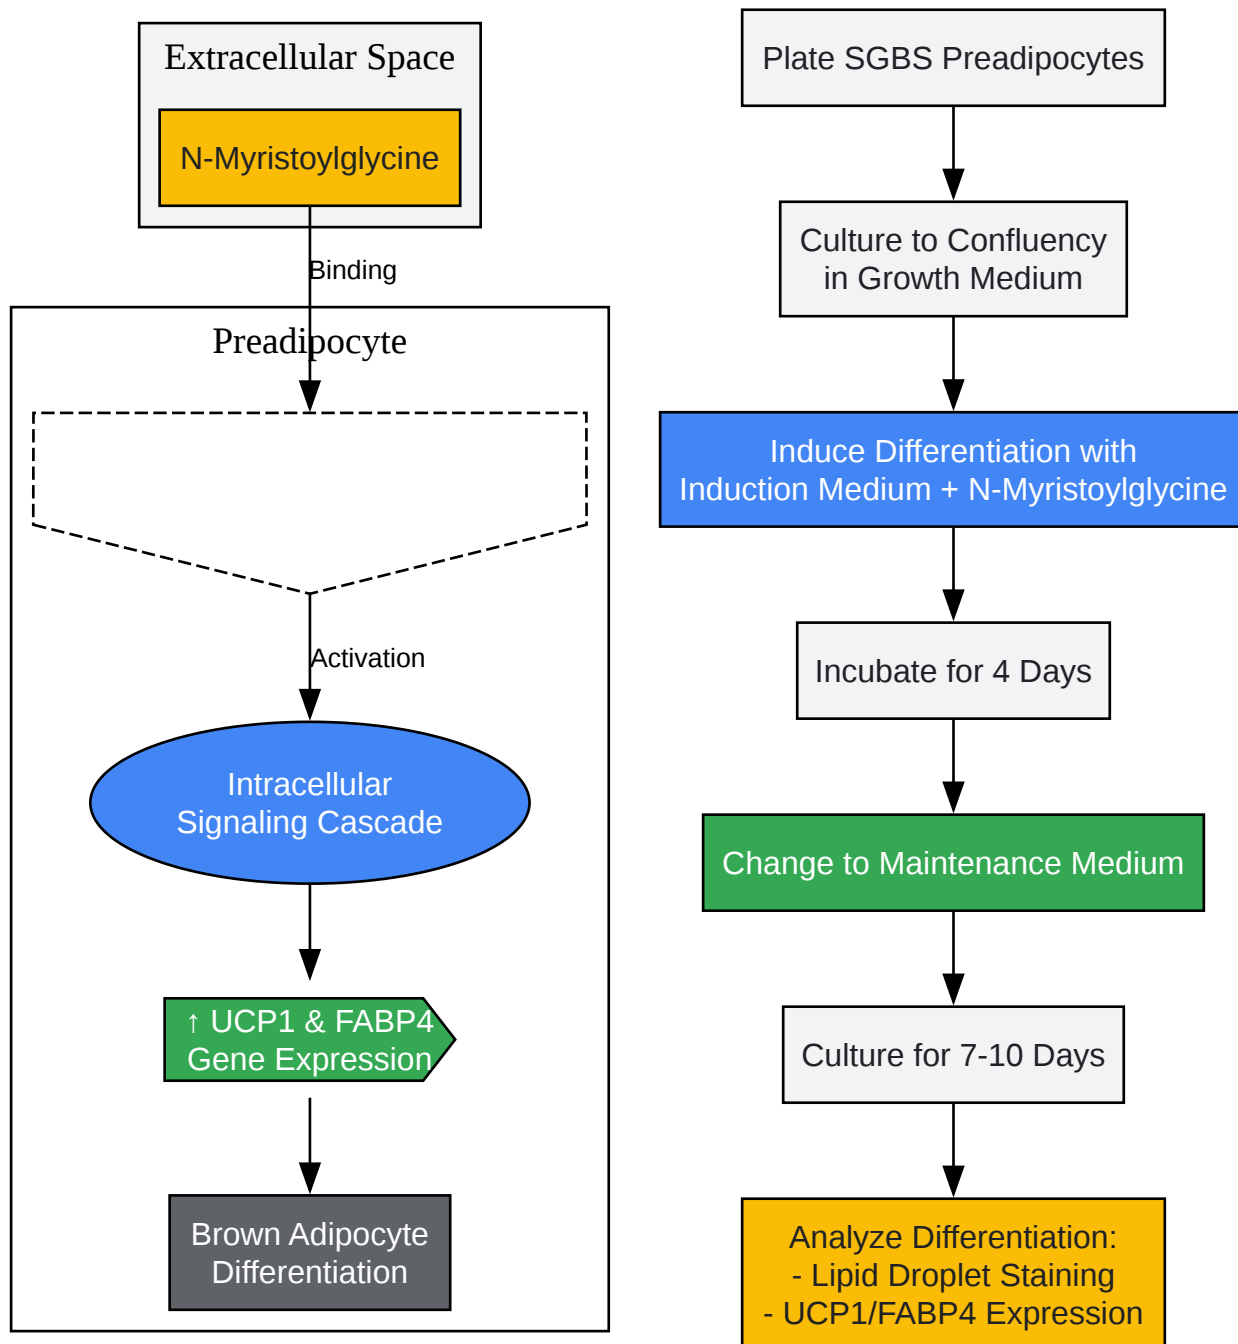 Extracellular Space
N-Myristoylglycine
Binding
Preadipocyte
Activation
Intracellular
Signaling Cascade
↑ UCP1 & FABP4
Gene Expression
Brown Adipocyte
Differentiation
Plate SGBS Preadipocytes
Culture to Confluency
in Growth Medium
Induce Differentiation with
Induction Medium + N-Myristoylglycine
Incubate for 4 Days
Change to Maintenance Medium
Culture for 7-10 Days
Analyze Differentiation:
- Lipid Droplet Staining
- UCP1/FABP4 Expression